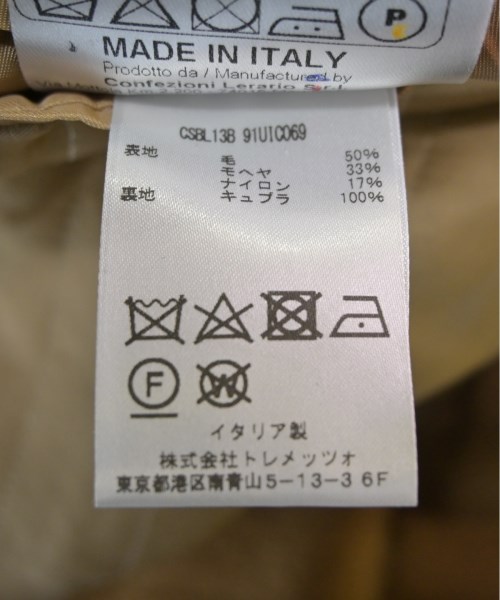 P
MADE IN ITALY
Prodotto da / Manufactured by
Confezioni Lerario S.r.l.
CSBL13B 91UIC069
表地 毛 50%
モヘヤ 33%
ナイロン 17%
裏地 キュプラ 100%
F W
イタリア製
株式会社トレメッツォ
東京都港区南青山5-13-3 6F